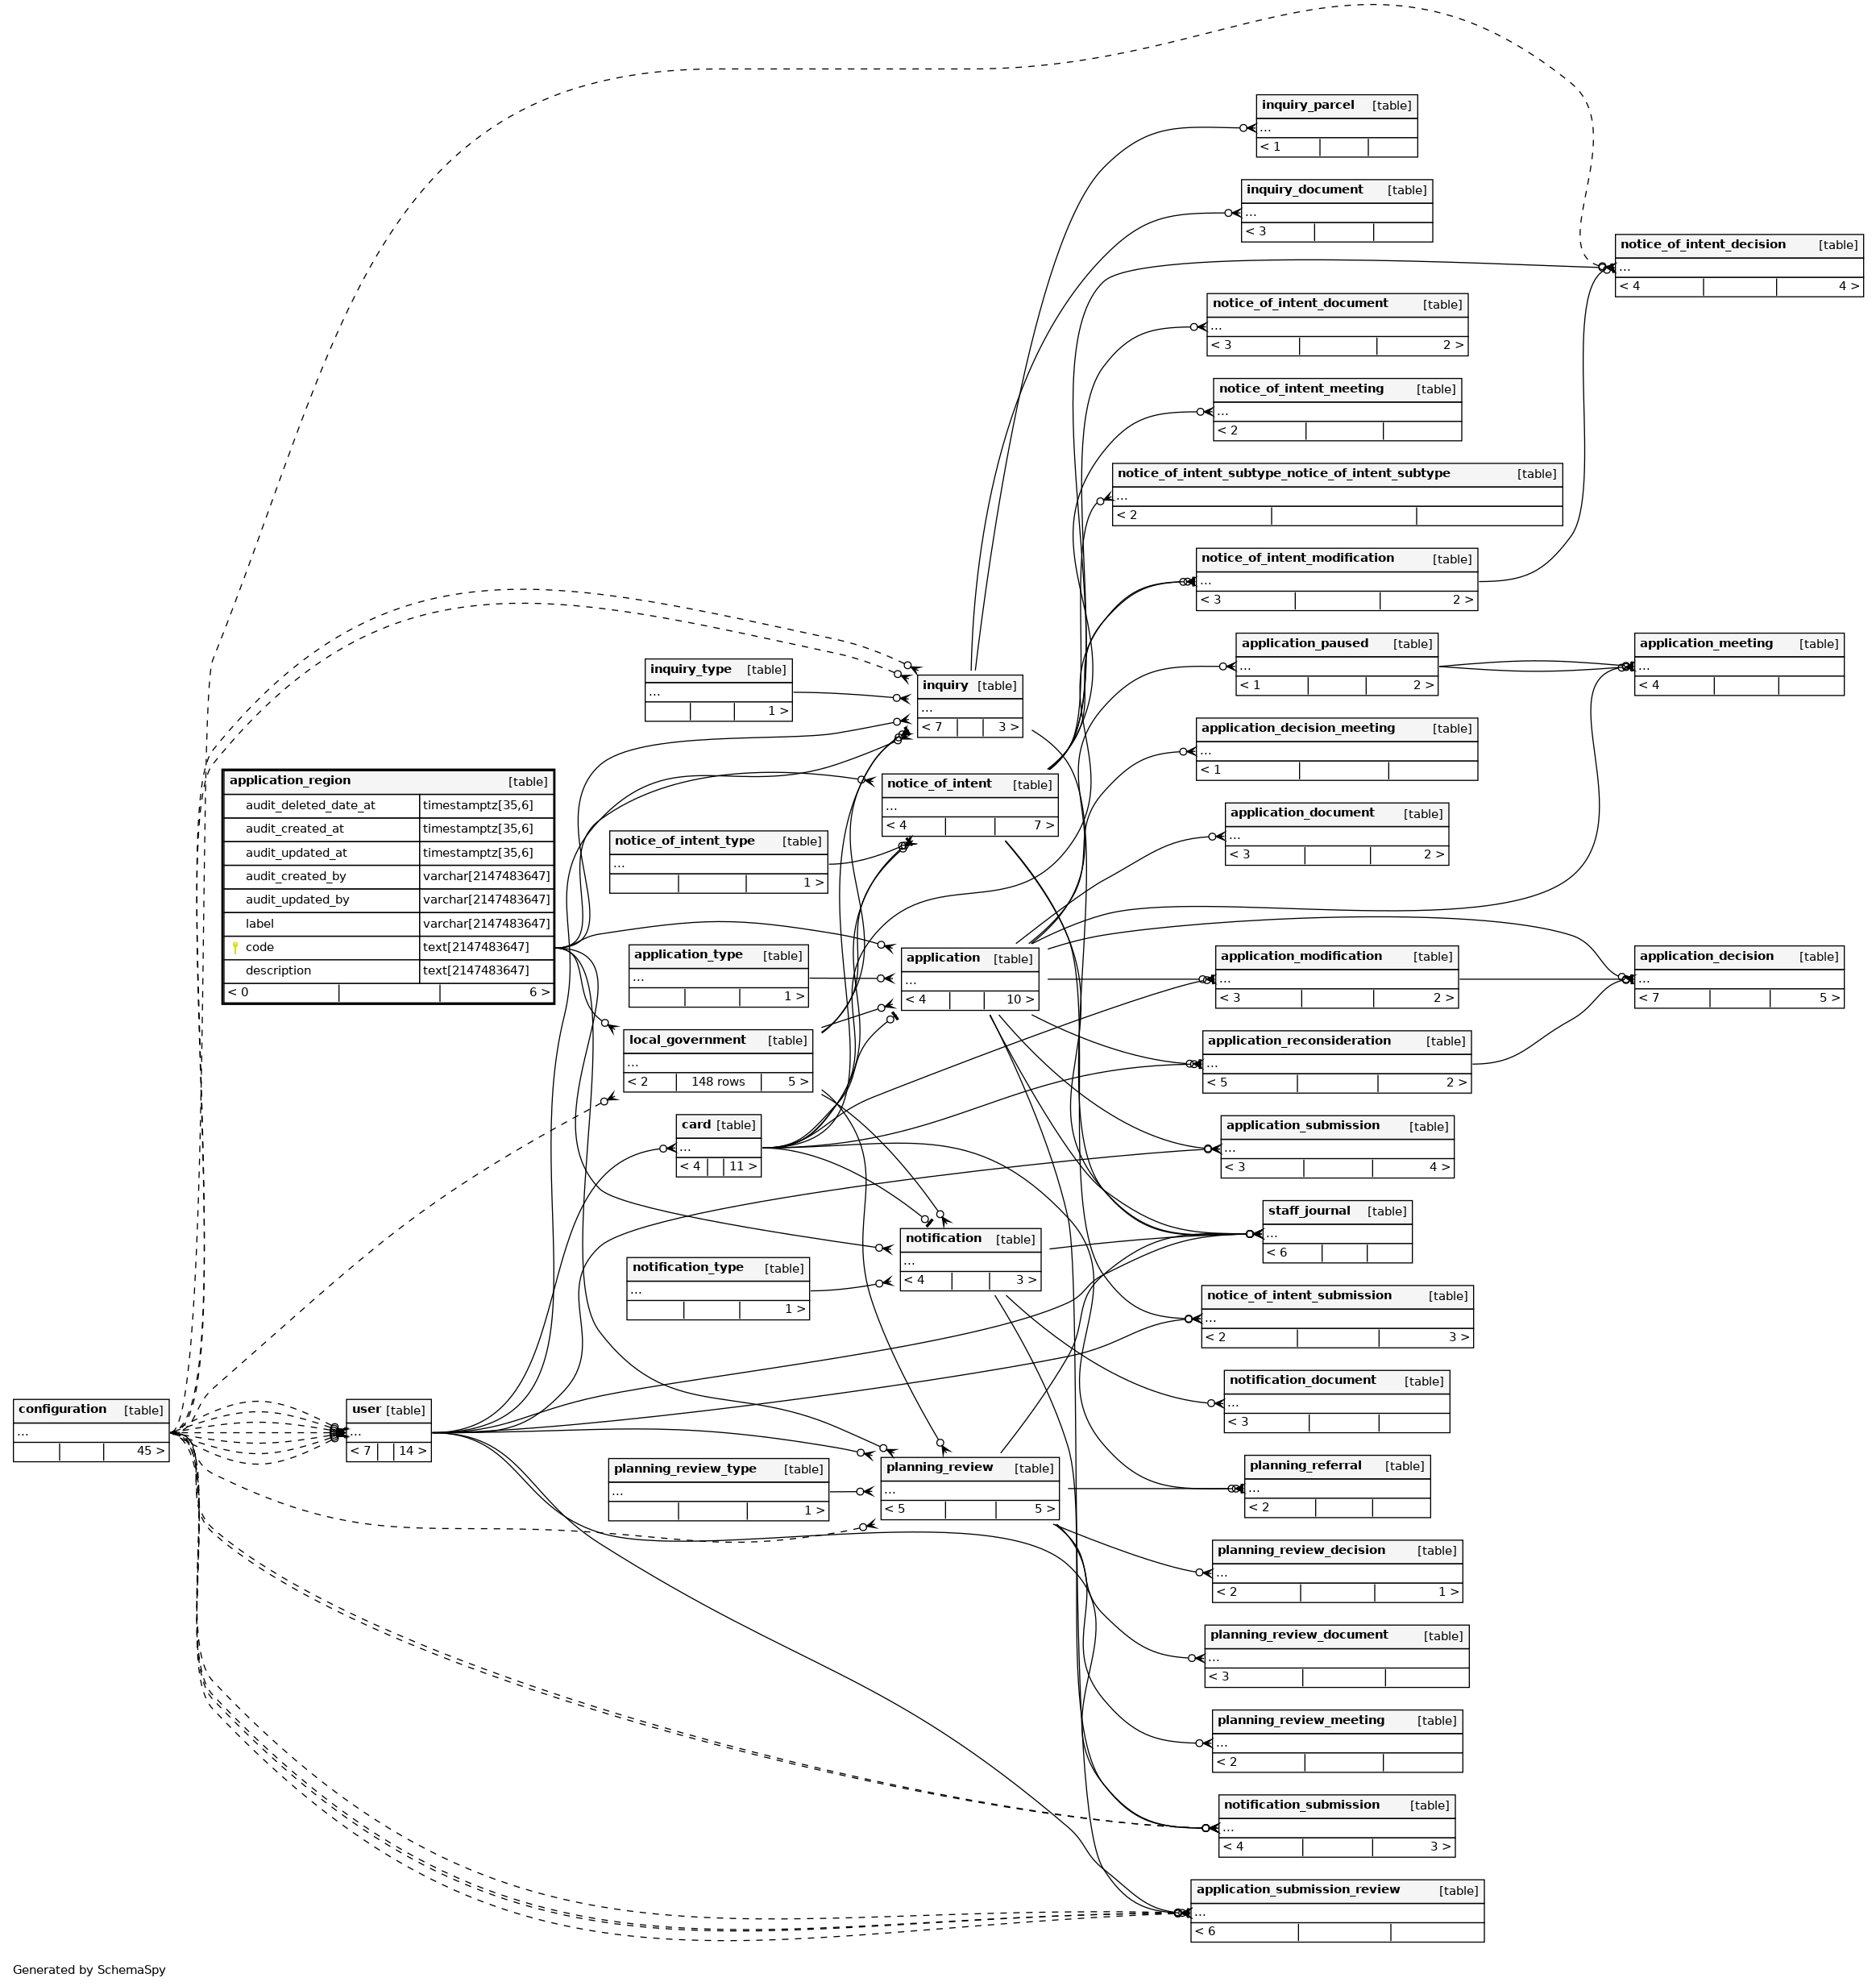 inquiry_parcel [table]
...
< 1
inquiry_document [table]
...
< 3
notice_of_intent_decision [table]
...
< 4 4 >
notice_of_intent_document [table]
...
< 3 2 >
notice_of_intent_meeting [table]
...
< 2
notice_of_intent_subtype_notice_of_intent_subtype [table]
...
< 2
notice_of_intent_modification [table]
...
< 3 2 >
application_paused [table]
...
< 1 2 >
application_meeting [table]
...
< 4
inquiry_type [table]
...
1 >
inquiry [table]
...
< 7 3 >
application_decision_meeting [table]
...
< 1
application_region [table]
audit_deleted_date_at timestamptz[35,6]
audit_created_at timestamptz[35,6]
audit_updated_at timestamptz[35,6]
audit_created_by varchar[2147483647]
audit_updated_by varchar[2147483647]
label varchar[2147483647]
code text[2147483647]
description text[2147483647]
< 0 6 >
notice_of_intent [table]
...
< 4 7 >
application_document [table]
...
< 3 2 >
notice_of_intent_type [table]
...
1 >
application_type [table]
...
1 >
application [table]
...
< 4 10 >
application_modification [table]
...
< 3 2 >
application_decision [table]
...
< 7 5 >
local_government [table]
...
< 2 148 rows 5 >
application_reconsideration [table]
...
< 5 2 >
card [table]
...
< 4 11 >
application_submission [table]
...
< 3 4 >
staff_journal [table]
...
< 6
notification [table]
...
< 4 3 >
notification_type [table]
...
1 >
notice_of_intent_submission [table]
...
< 2 3 >
notification_document [table]
...
< 3
configuration [table]
...
45 >
user [table]
...
< 7 14 >
planning_review_type [table]
...
1 >
planning_review [table]
...
< 5 5 >
planning_referral [table]
...
< 2
planning_review_decision [table]
...
< 2 1 >
planning_review_document [table]
...
< 3
planning_review_meeting [table]
...
< 2
notification_submission [table]
...
< 4 3 >
application_submission_review [table]
...
< 6
Generated by SchemaSpy